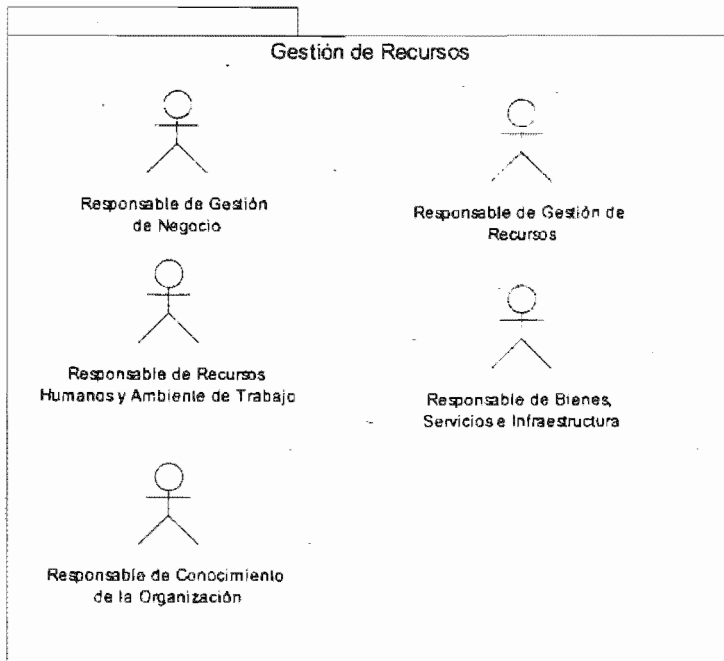 Gestión de Recursos
Responsable de Gestión
de Negocio
Responsable de Gestión de
Recursos
Responsable de Recursos
Humanos y Ambiente de Trabajo
Responsable de Bienes,
Servicios e Infraestructura
Responsable de Conocimiento
de la Organización